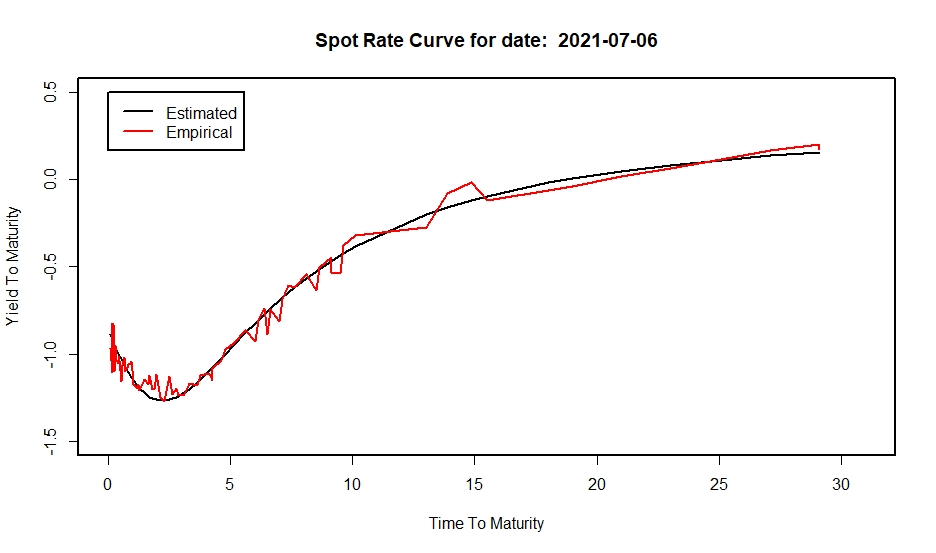 Spot Rate Curve for date:  2021-07-06
Estimated
Empirical
Yield To Maturity
0.5
0.0
-0.5
-1.0
-1.5
0 5 10 15 20 25 30
Time To Maturity